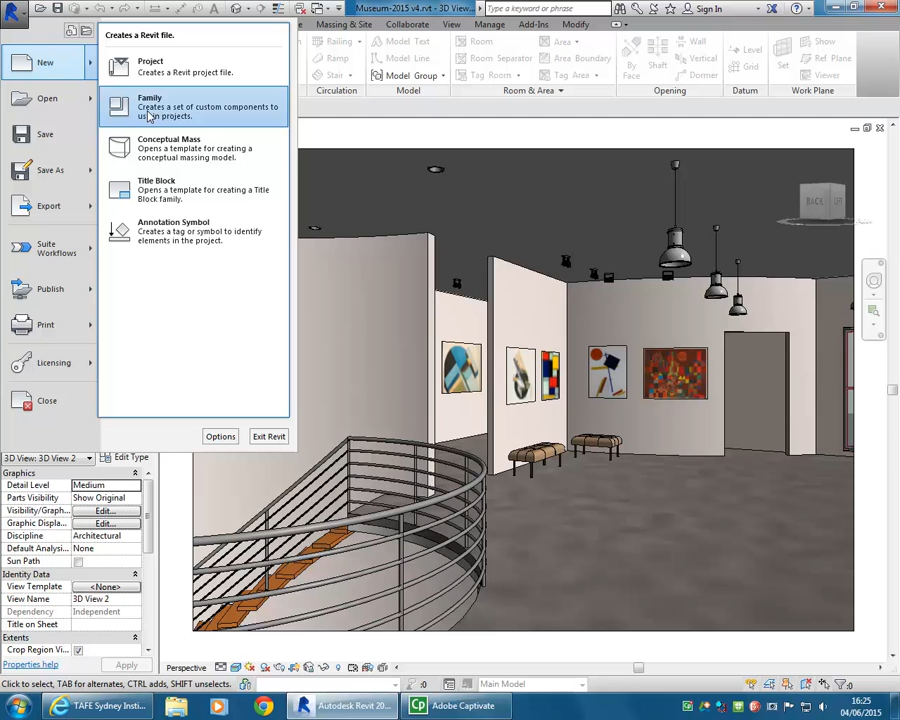 Museum-2015 v4.rvt - 3D View...
Type a keyword or phrase
Sign In
Massing & Site
Collaborate
View
Manage
Add-Ins
Modify
Creates a Revit file.
New
Project
Creates a Revit project file.
Family
Creates a set of custom components to
use in projects.
Conceptual Mass
Opens a template for creating a
conceptual massing model.
Title Block
Opens a template for creating a Title
Block family.
Annotation Symbol
Creates a tag or symbol to identify
elements in the project.
Open
Save
Save As
Export
Suite
Workflows
Publish
Print
Licensing
Close
Options
Exit Revit
Railing
Ramp
Stair
Circulation
Model Text
Model Line
Model Group
Model
Room
Room Separator
Tag Room
Area
Area Boundary
Tag Area
Room & Area
Wall
Vertical
Dormer
Opening
Level
Grid
Datum
Set
Show
Ref Plane
Viewer
Work Plane
BACK
3D View: 3D View 2
Edit Type
Graphics
Detail Level
Medium
Parts Visibility
Show Original
Visibility/Graph...
Edit...
Graphic Displa...
Edit...
Discipline
Architectural
Default Analysi...
None
Sun Path
Identity Data
View Template
<None>
View Name
3D View 2
Dependency
Independent
Title on Sheet
Extents
Crop Region Vi...
Properties help
Apply
Perspective
Click to select, TAB for alternates, CTRL adds, SHIFT unselects.
:0
Main Model
:0
TAFE Sydney Insti...
Autodesk Revit 20...
Adobe Captivate
16:25
04/06/2015